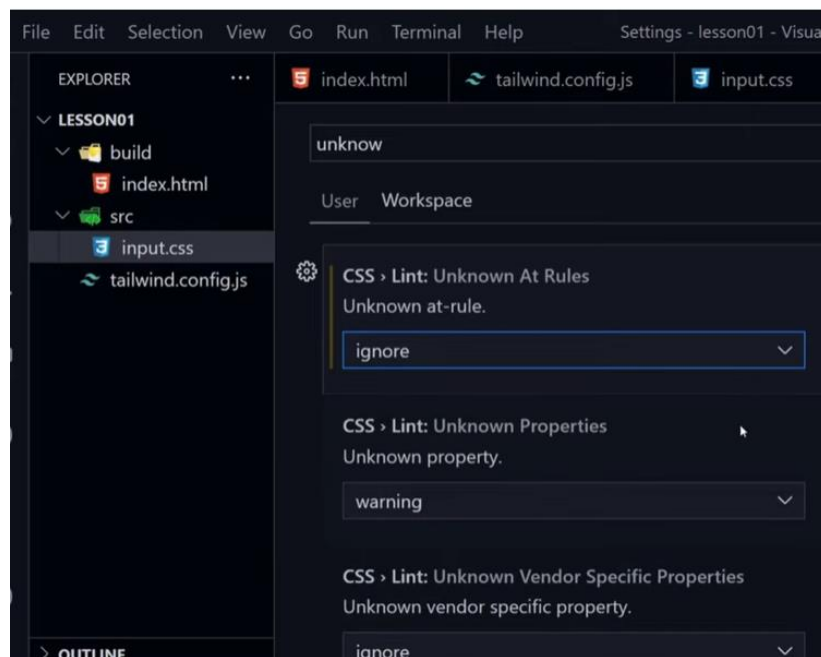 File Edit Selection View Go Run Terminal Help Settings - lesson01 - Visua
EXPLORER ...
index.html tailwind.config.js input.css
LESSON01
build
index.html
src
input.css
tailwind.config.js
OUTLINE
unknow
User Workspace
CSS › Lint: Unknown At Rules
Unknown at-rule.
ignore
CSS › Lint: Unknown Properties
Unknown property.
warning
CSS › Lint: Unknown Vendor Specific Properties
Unknown vendor specific property.
ignore